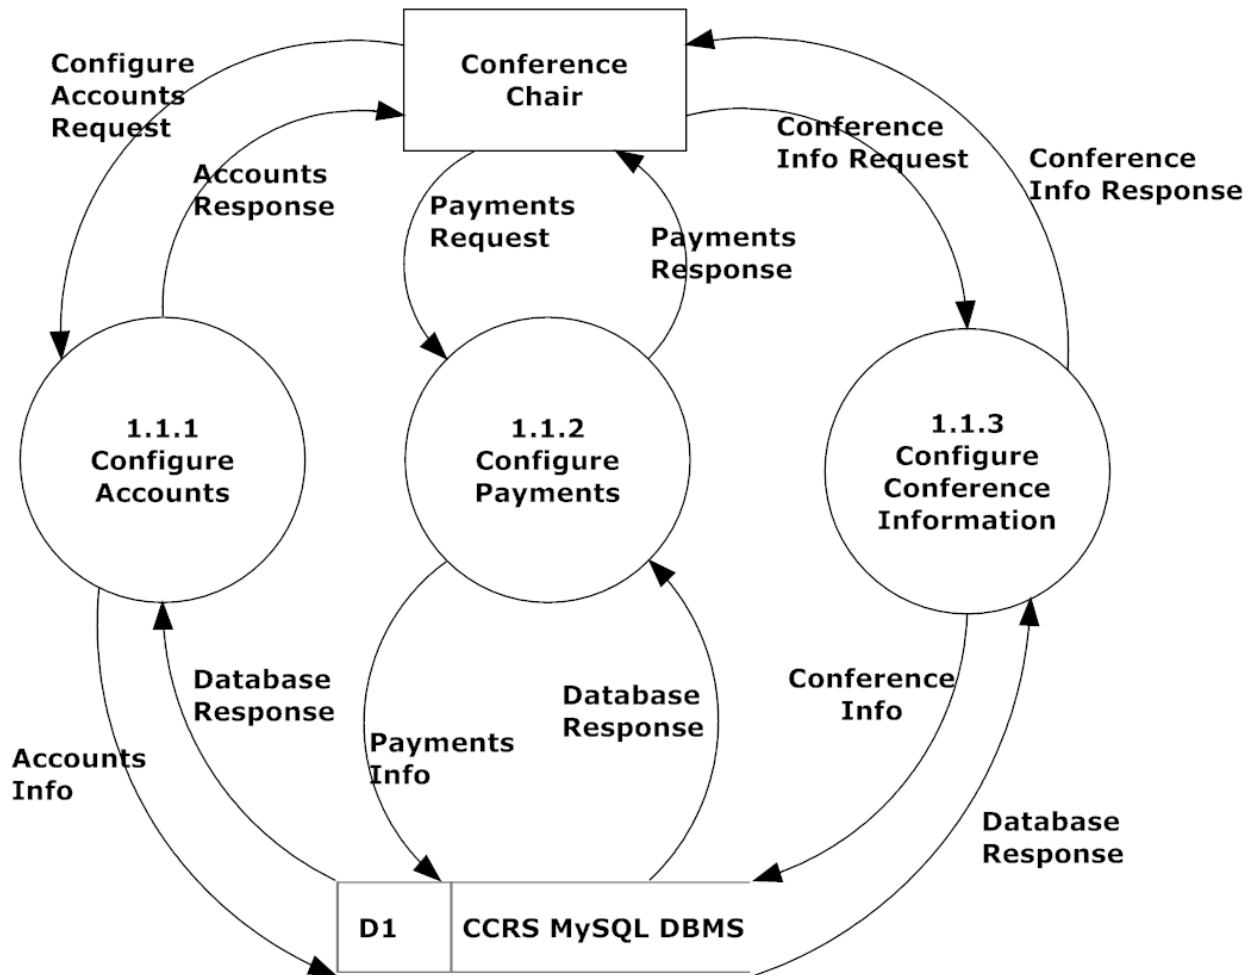 Conference
Chair
Configure
Accounts
Request
Accounts
Response
Payments
Request
Payments
Response
Conference
Info Request
Conference
Info Response
1.1.1
Configure
Accounts
1.1.2
Configure
Payments
1.1.3
Configure
Conference
Information
Accounts
Info
Database
Response
Payments
Info
Database
Response
Conference
Info
Database
Response
D1
CCRS MySQL DBMS